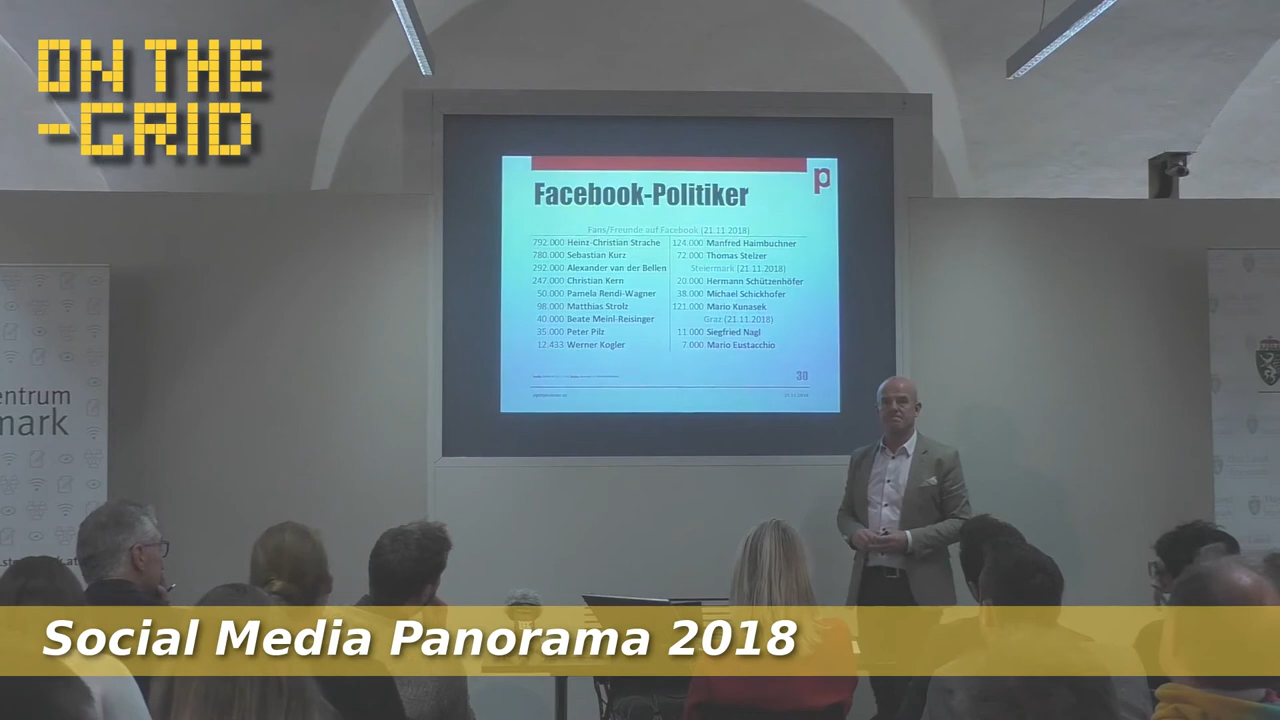 ON THE
-GRID
p
Facebook-Politiker
Fans/Freunde auf Facebook (21.11.2018)
792.000 Heinz-Christian Strache
780.000 Sebastian Kurz
292.000 Alexander van der Bellen
247.000 Christian Kern
50.000 Pamela Rendi-Wagner
98.000 Matthias Strolz
40.000 Beate Meinl-Reisinger
35.000 Peter Pilz
12.433 Werner Kogler
124.000 Manfred Haimbuchner
72.000 Thomas Stelzer
Steiermark (21.11.2018)
20.000 Hermann Schützenhöfer
38.000 Michael Schickhofer
121.000 Mario Kunasek
Graz (21.11.2018)
11.000 Siegfried Nagl
7.000 Mario Eustacchio
30
entrum
mark
Social Media Panorama 2018